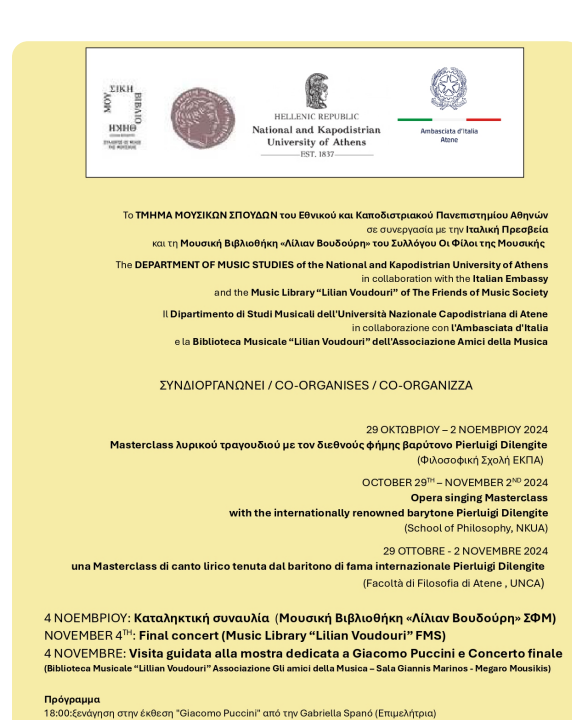 ΜΟΥ
ΣΙΚΗ
ΒΙΒΛΙΟ
ΘΗΚΗ
HELLENIC REPUBLIC
National and Kapodistrian
University of Athens
EST. 1837
Ambasciata d'Italia
Atene
Το ΤΜΗΜΑ ΜΟΥΣΙΚΩΝ ΣΠΟΥΔΩΝ του Εθνικού και Καποδιστριακού Πανεπιστημίου Αθηνών
σε συνεργασία με την Ιταλική Πρεσβεία
και τη Μουσική Βιβλιοθήκη «Λίλιαν Βουδούρη» του Συλλόγου Οι Φίλοι της Μουσικής
The DEPARTMENT OF MUSIC STUDIES of the National and Kapodistrian University of Athens
in collaboration with the Italian Embassy
and the Music Library “Lilian Voudouri” of The Friends of Music Society
Il Dipartimento di Studi Musicali dell'Università Nazionale Capodistriana di Atene
in collaborazione con l'Ambasciata d'Italia
e la Biblioteca Musicale “Lilian Voudouri” dell'Associazione Amici della Musica
ΣΥΝΔΙΟΡΓΑΝΩΝΕΙ / CO-ORGANISES / CO-ORGANIZZA
29 ΟΚΤΩΒΡΙΟΥ – 2 ΝΟΕΜΒΡΙΟΥ 2024
Masterclass λυρικού τραγουδιού με τον διεθνούς φήμης βαρύτονο Pierluigi Dilengite
(Φιλοσοφική Σχολή ΕΚΠΑ)
OCTOBER 29TH – NOVEMBER 2ND 2024
Opera singing Masterclass
with the internationally renowned barytone Pierluigi Dilengite
(School of Philosophy, NKUA)
29 OTTOBRE - 2 NOVEMBRE 2024
una Masterclass di canto lirico tenuta dal baritono di fama internazionale Pierluigi Dilengite
(Facoltà di Filosofia di Atene , UNCA)
4 ΝΟΕΜΒΡΙΟΥ: Καταληκτική συναυλία (Μουσική Βιβλιοθήκη «Λίλιαν Βουδούρη» ΣΦΜ)
NOVEMBER 4TH: Final concert (Music Library “Lilian Voudouri” FMS)
4 NOVEMBRE: Visita guidata alla mostra dedicata a Giacomo Puccini e Concerto finale
(Biblioteca Musicale “Lillian Voudouri” Associazione Gli amici della Musica – Sala Giannis Marinos - Megaro Mousikis)
Πρόγραμμα
18:00:ξενάγηση στην έκθεση "Giacomo Puccini" από την Gabriella Spanó (Επιμελήτρια)